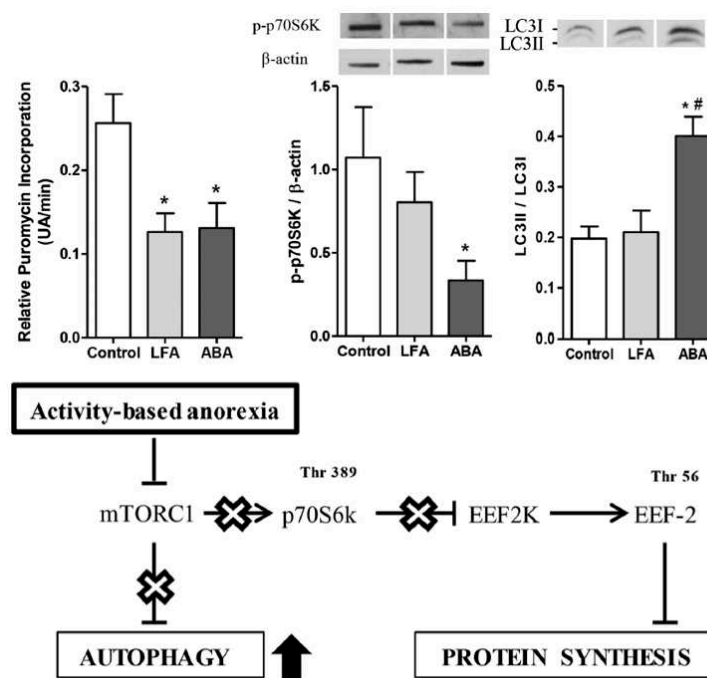 p-p70S6K
β-actin
LC3I
LC3II
Relative Puromycin Incorporation
(UA/min)
0.3
0.2
0.1
0.0
*
*
Control LFA ABA
p-p70S6K / β-actin
1.5
1.0
0.5
0.0
*
Control LFA ABA
LC3II / LC3I
0.5
0.4
0.3
0.2
0.1
0.0
* #
Control LFA ABA
Activity-based anorexia
Thr 389
Thr 56
mTORC1 p70S6k EEF2K EEF-2
AUTOPHAGY PROTEIN SYNTHESIS